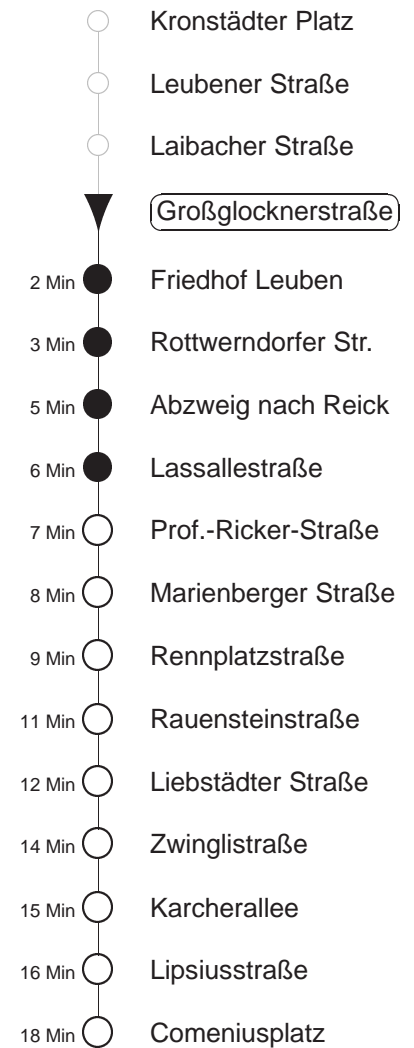 Kronstädter Platz
Leubener Straße
Laibacher Straße
Großglocknerstraße
2 Min Friedhof Leuben
3 Min Rottwerndorfer Str.
5 Min Abzweig nach Reick
6 Min Lassallestraße
7 Min Prof.-Ricker-Straße
8 Min Marienberger Straße
9 Min Rennplatzstraße
11 Min Rauensteinstraße
12 Min Liebstädter Straße
14 Min Zwinglistraße
15 Min Karcherallee
16 Min Lipsiusstraße
18 Min Comeniusplatz